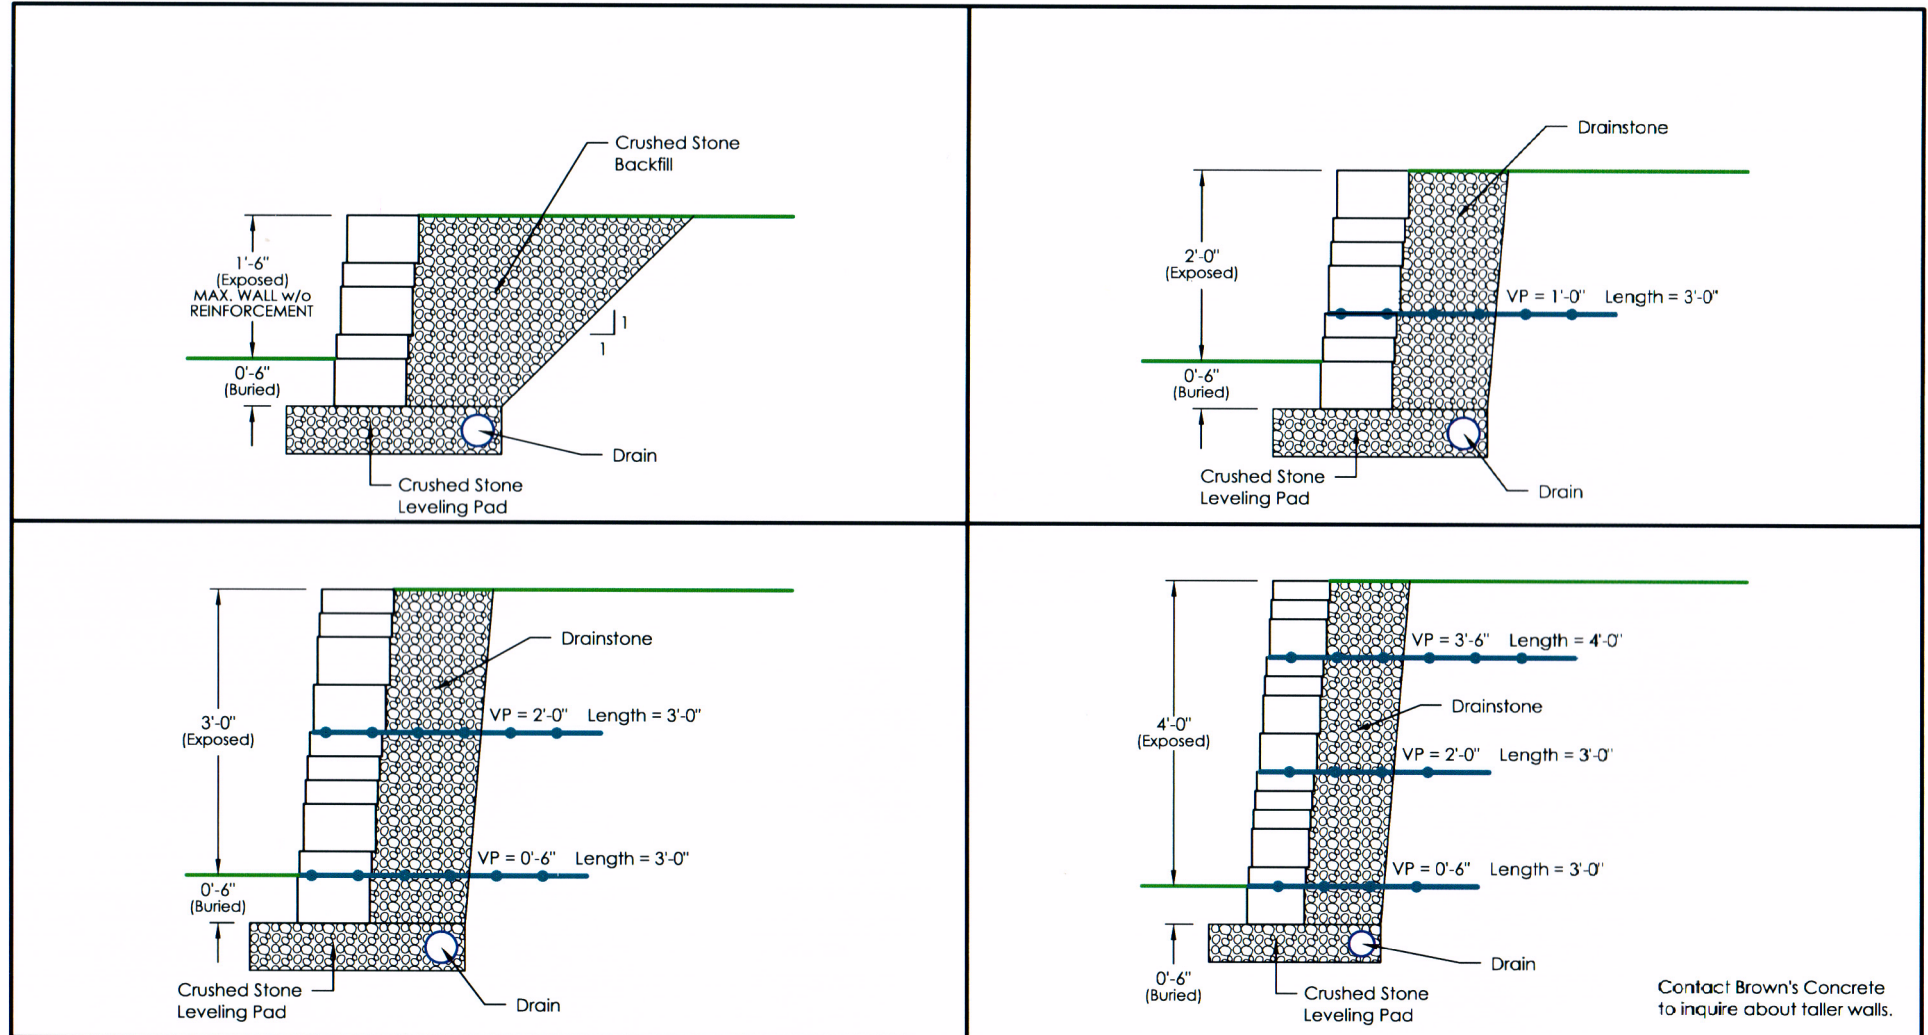 Crushed Stone
Backfill
1'-6"
(Exposed)
MAX. WALL w/o
REINFORCEMENT
1
1
0'-6"
(Buried)
Drain
Crushed Stone
Leveling Pad
Drainstone
2'-0"
(Exposed)
VP = 1'-0" Length = 3'-0"
0'-6"
(Buried)
Crushed Stone
Leveling Pad
Drain
Drainstone
3'-0"
(Exposed)
VP = 2'-0" Length = 3'-0"
VP = 0'-6" Length = 3'-0"
0'-6"
(Buried)
Crushed Stone
Leveling Pad
Drain
VP = 3'-6" Length = 4'-0"
Drainstone
4'-0"
(Exposed)
VP = 2'-0" Length = 3'-0"
VP = 0'-6" Length = 3'-0"
0'-6"
(Buried)
Drain
Crushed Stone
Leveling Pad
Contact Brown's Concrete
to inquire about taller walls.